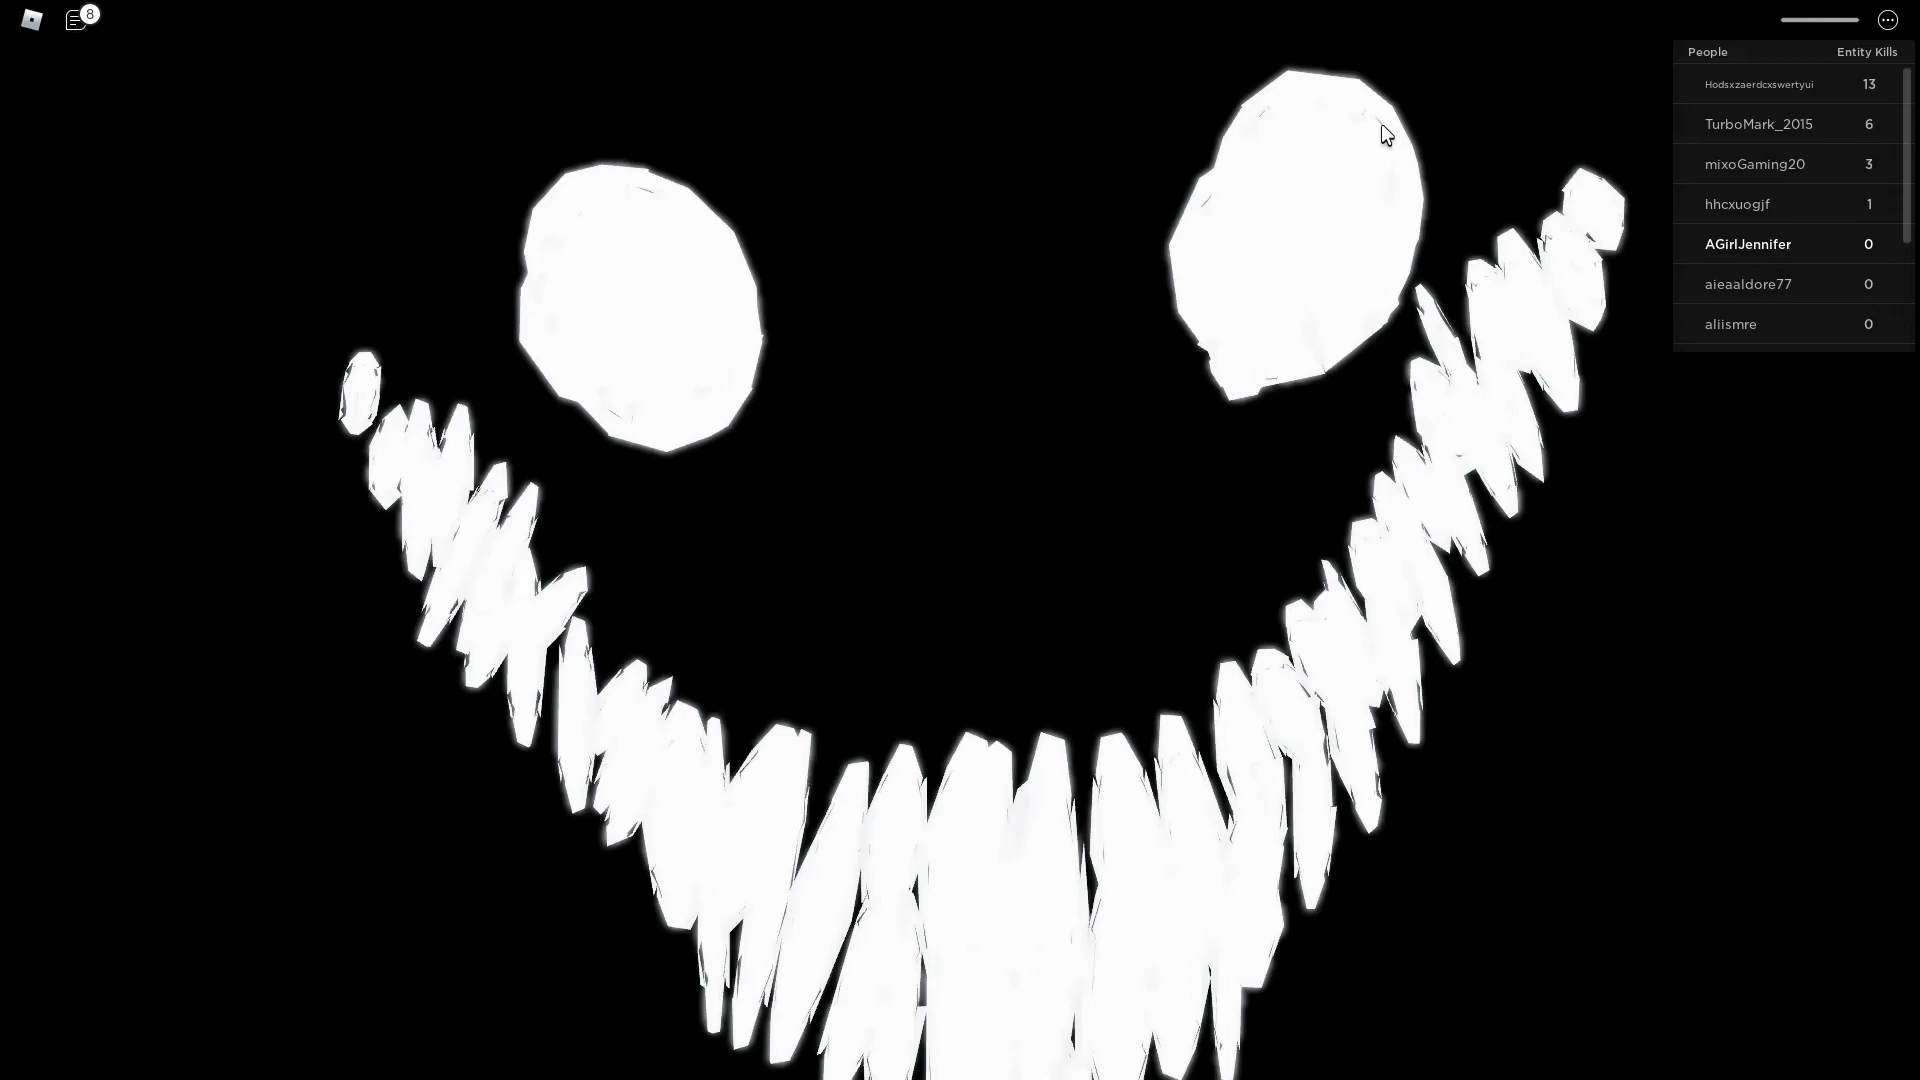 8
People Entity Kills
Hodsxzaerdcxswertyui 13
TurboMark_2015 6
mixoGaming20 3
hhcxuogjf 1
AGirlJennifer 0
aieaaldore77 0
aliismre 0